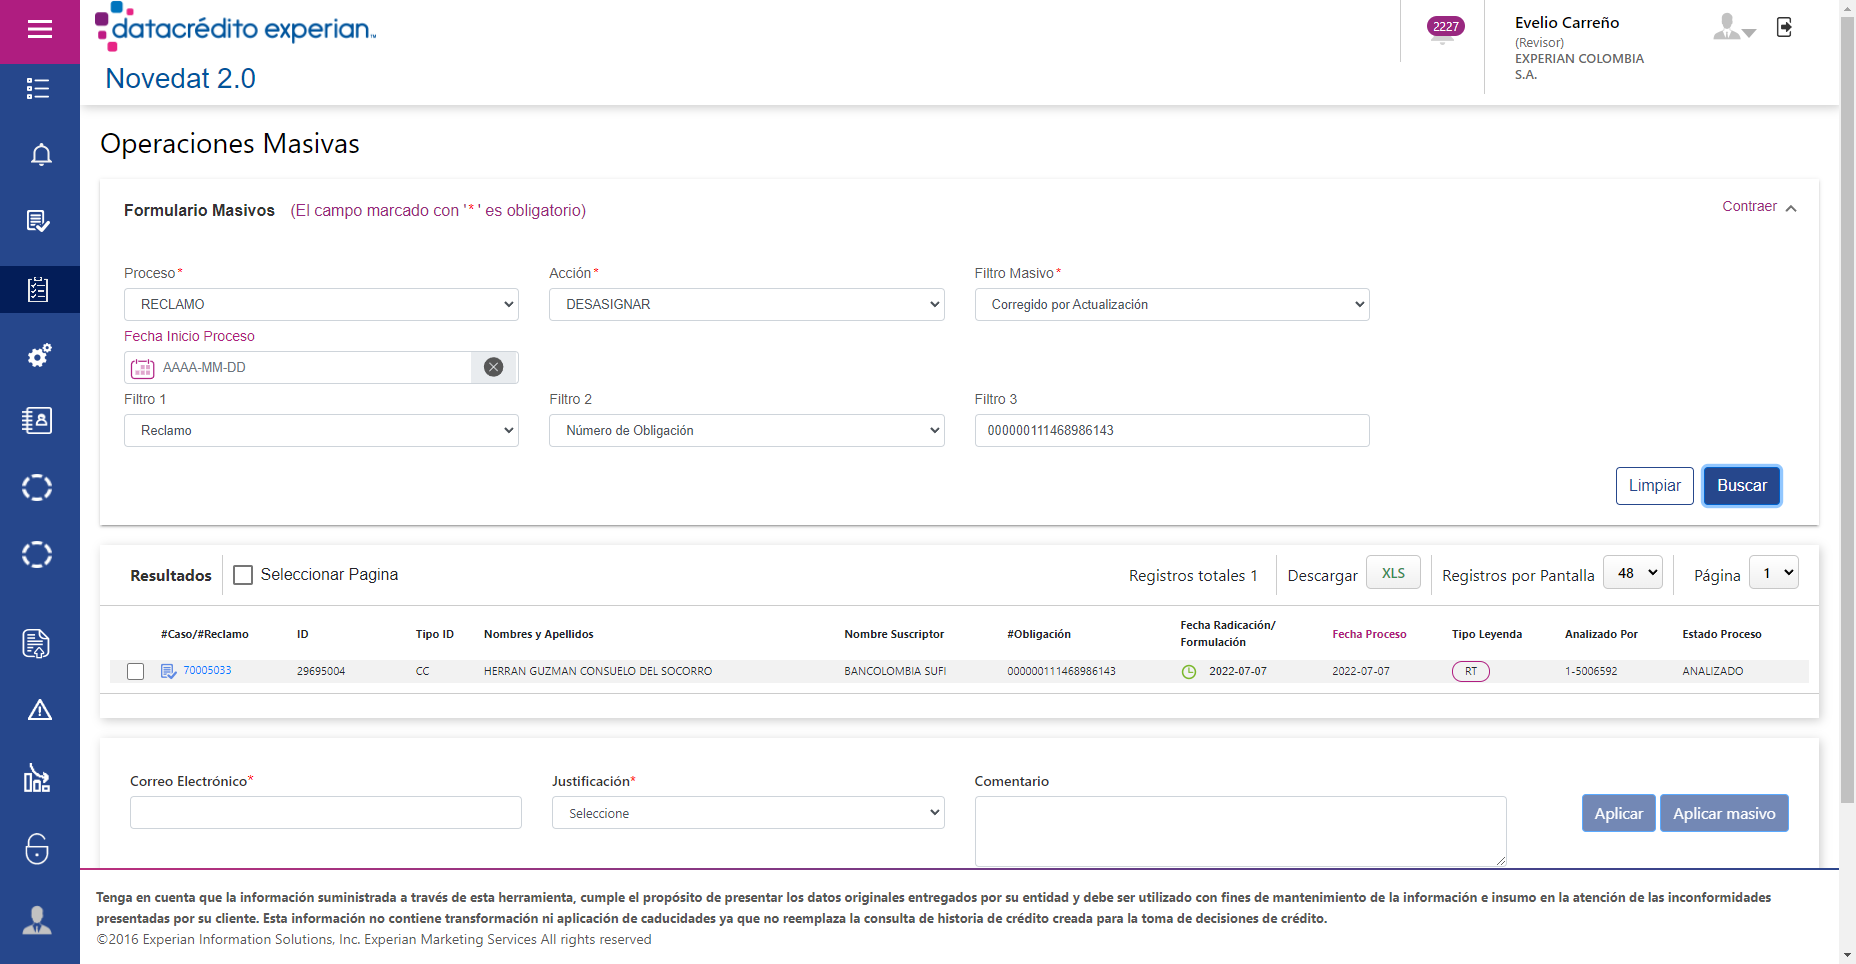 datacrédito experian™
Novedat 2.0
2227
Evelio Carreño
(Revisor)
EXPERIAN COLOMBIA
S.A.
Operaciones Masivas
Formulario Masivos (El campo marcado con '*' es obligatorio)
Contraer
Proceso* Acción* Filtro Masivo*
RECLAMO DESASIGNAR Corregido por Actualización
Fecha Inicio Proceso
AAAA-MM-DD
Filtro 1 Filtro 2 Filtro 3
Reclamo Número de Obligación 000000111468986143
Limpiar Buscar
Resultados Seleccionar Pagina Registros totales 1 Descargar XLS Registros por Pantalla 48 Página 1
#Caso/#Reclamo ID Tipo ID Nombres y Apellidos Nombre Suscriptor #Obligación Fecha Radicación/ Fecha Proceso Tipo Leyenda Analizado Por Estado Proceso
Formulación
70005033 29695004 CC HERRAN GUZMAN CONSUELO DEL SOCORRO BANCOLOMBIA SUFI 000000111468986143 2022-07-07 2022-07-07 RT 1-5006592 ANALIZADO
Correo Electrónico* Justificación* Comentario
Seleccione
Aplicar Aplicar masivo
Tenga en cuenta que la información suministrada a través de esta herramienta, cumple el propósito de presentar los datos originales entregados por su entidad y debe ser utilizado con fines de mantenimiento de la información e insumo en la atención de las inconformidades
presentadas por su cliente. Esta información no contiene transformación ni aplicación de caducidades ya que no reemplaza la consulta de historia de crédito creada para la toma de decisiones de crédito.
©2016 Experian Information Solutions, Inc. Experian Marketing Services All rights reserved